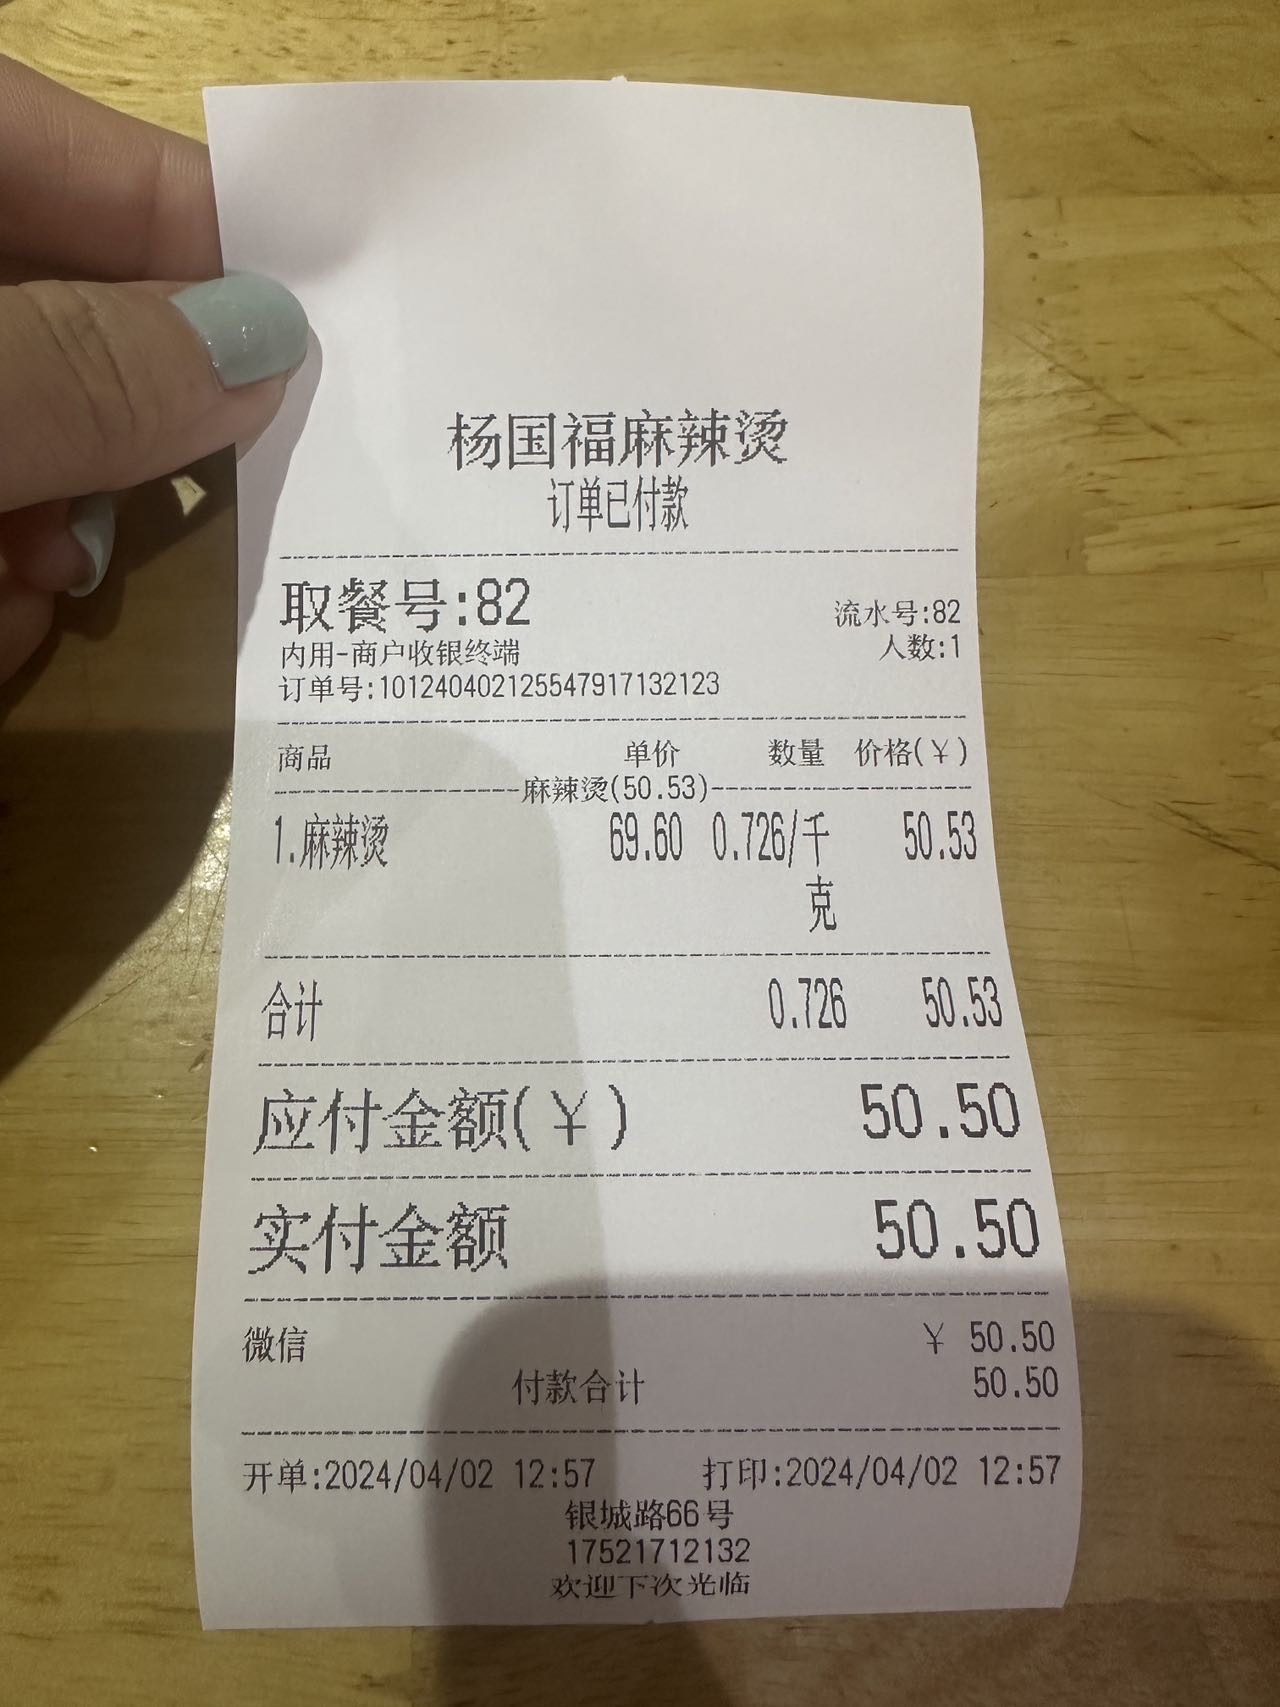 杨国福麻辣烫
订单已付款
取餐号:82
流水号:82
内用-商户收银终端
人数:1
订单号:101240402125547917132123
商品 单价 数量 价格(¥)
麻辣烫(50.53)
1.麻辣烫 69.60 0.726/千克 50.53
合计 0.726 50.53
应付金额(¥) 50.50
实付金额 50.50
微信 ¥ 50.50
付款合计 50.50
开单:2024/04/02 12:57 打印:2024/04/02 12:57
银城路66号
17521712132
欢迎下次光临